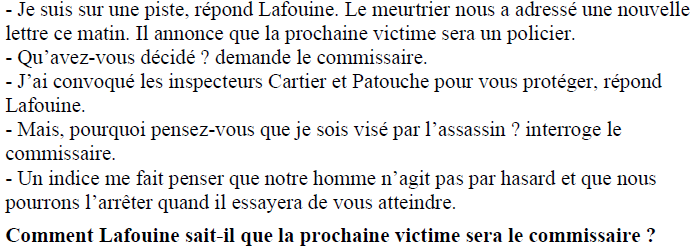 - Je suis sur une piste, répond Lafouine. Le meurtrier nous a adressé une nouvelle
lettre ce matin. Il annonce que la prochaine victime sera un policier.
- Qu’avez-vous décidé ? demande le commissaire.
- J’ai convoqué les inspecteurs Cartier et Patouche pour vous protéger, répond
Lafouine.
- Mais, pourquoi pensez-vous que je sois visé par l’assassin ? interroge le
commissaire.
- Un indice me fait penser que notre homme n’agit pas par hasard et que nous
pourrons l’arrêter quand il essayera de vous atteindre.
Comment Lafouine sait-il que la prochaine victime sera le commissaire ?